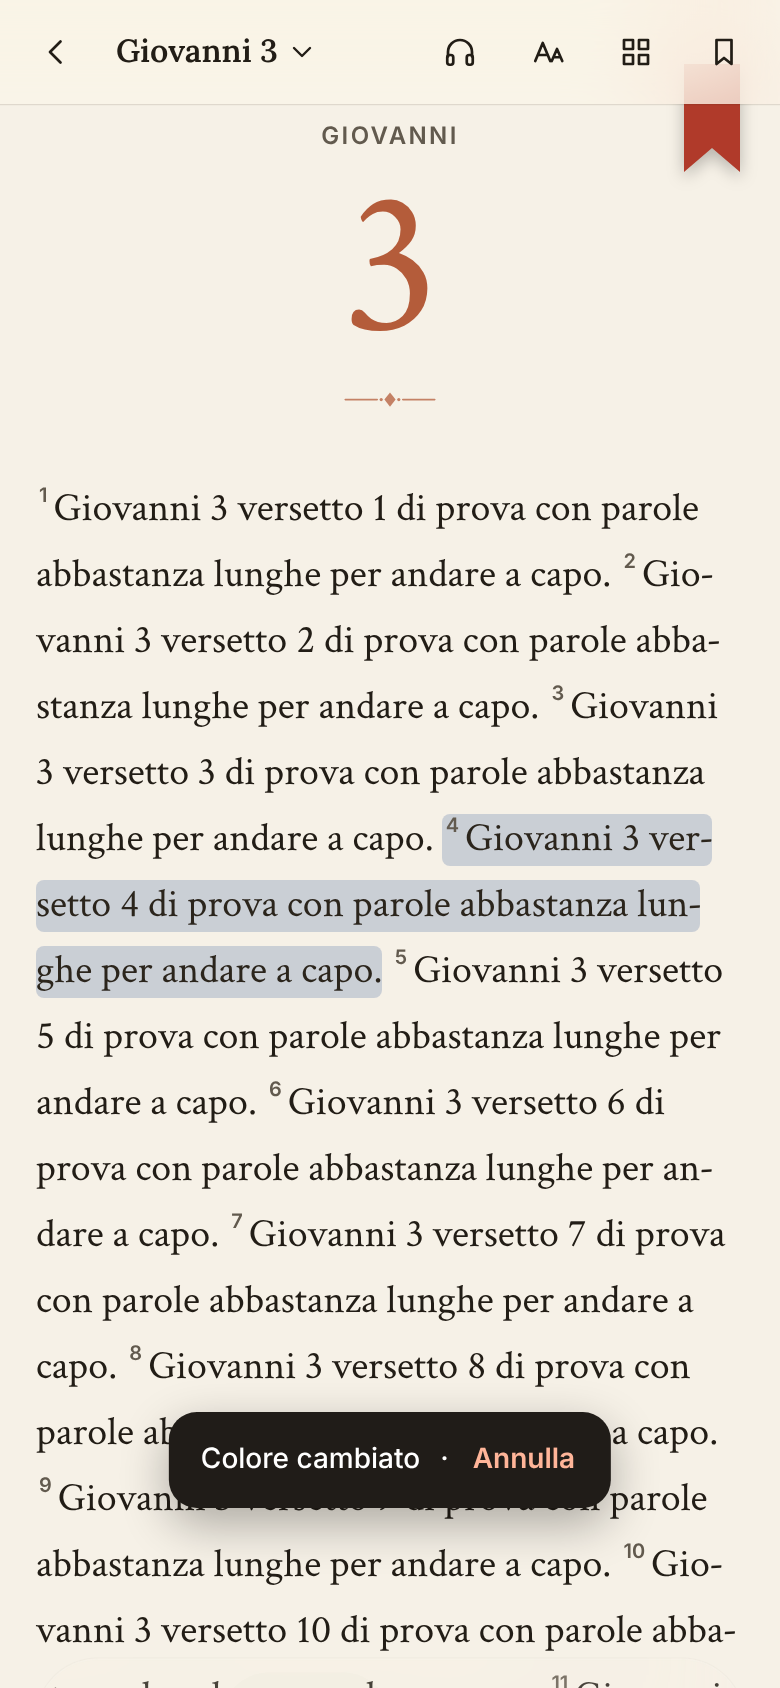 Giovanni 3
GIOVANNI
3
1 Giovanni 3 versetto 1 di prova con parole
abbastanza lunghe per andare a capo. 2 Gio-
vanni 3 versetto 2 di prova con parole abba-
stanza lunghe per andare a capo. 3 Giovanni
3 versetto 3 di prova con parole abbastanza
lunghe per andare a capo. 4 Giovanni 3 ver-
setto 4 di prova con parole abbastanza lun-
ghe per andare a capo. 5 Giovanni 3 versetto
5 di prova con parole abbastanza lunghe per
andare a capo. 6 Giovanni 3 versetto 6 di
prova con parole abbastanza lunghe per an-
dare a capo. 7 Giovanni 3 versetto 7 di prova
con parole abbastanza lunghe per andare a
capo. 8 Giovanni 3 versetto 8 di prova con
parole a capo.
Colore cambiato · Annulla
9 Giovanni parole
abbastanza lunghe per andare a capo. 10 Gio-
vanni 3 versetto 10 di prova con parole abba-
11